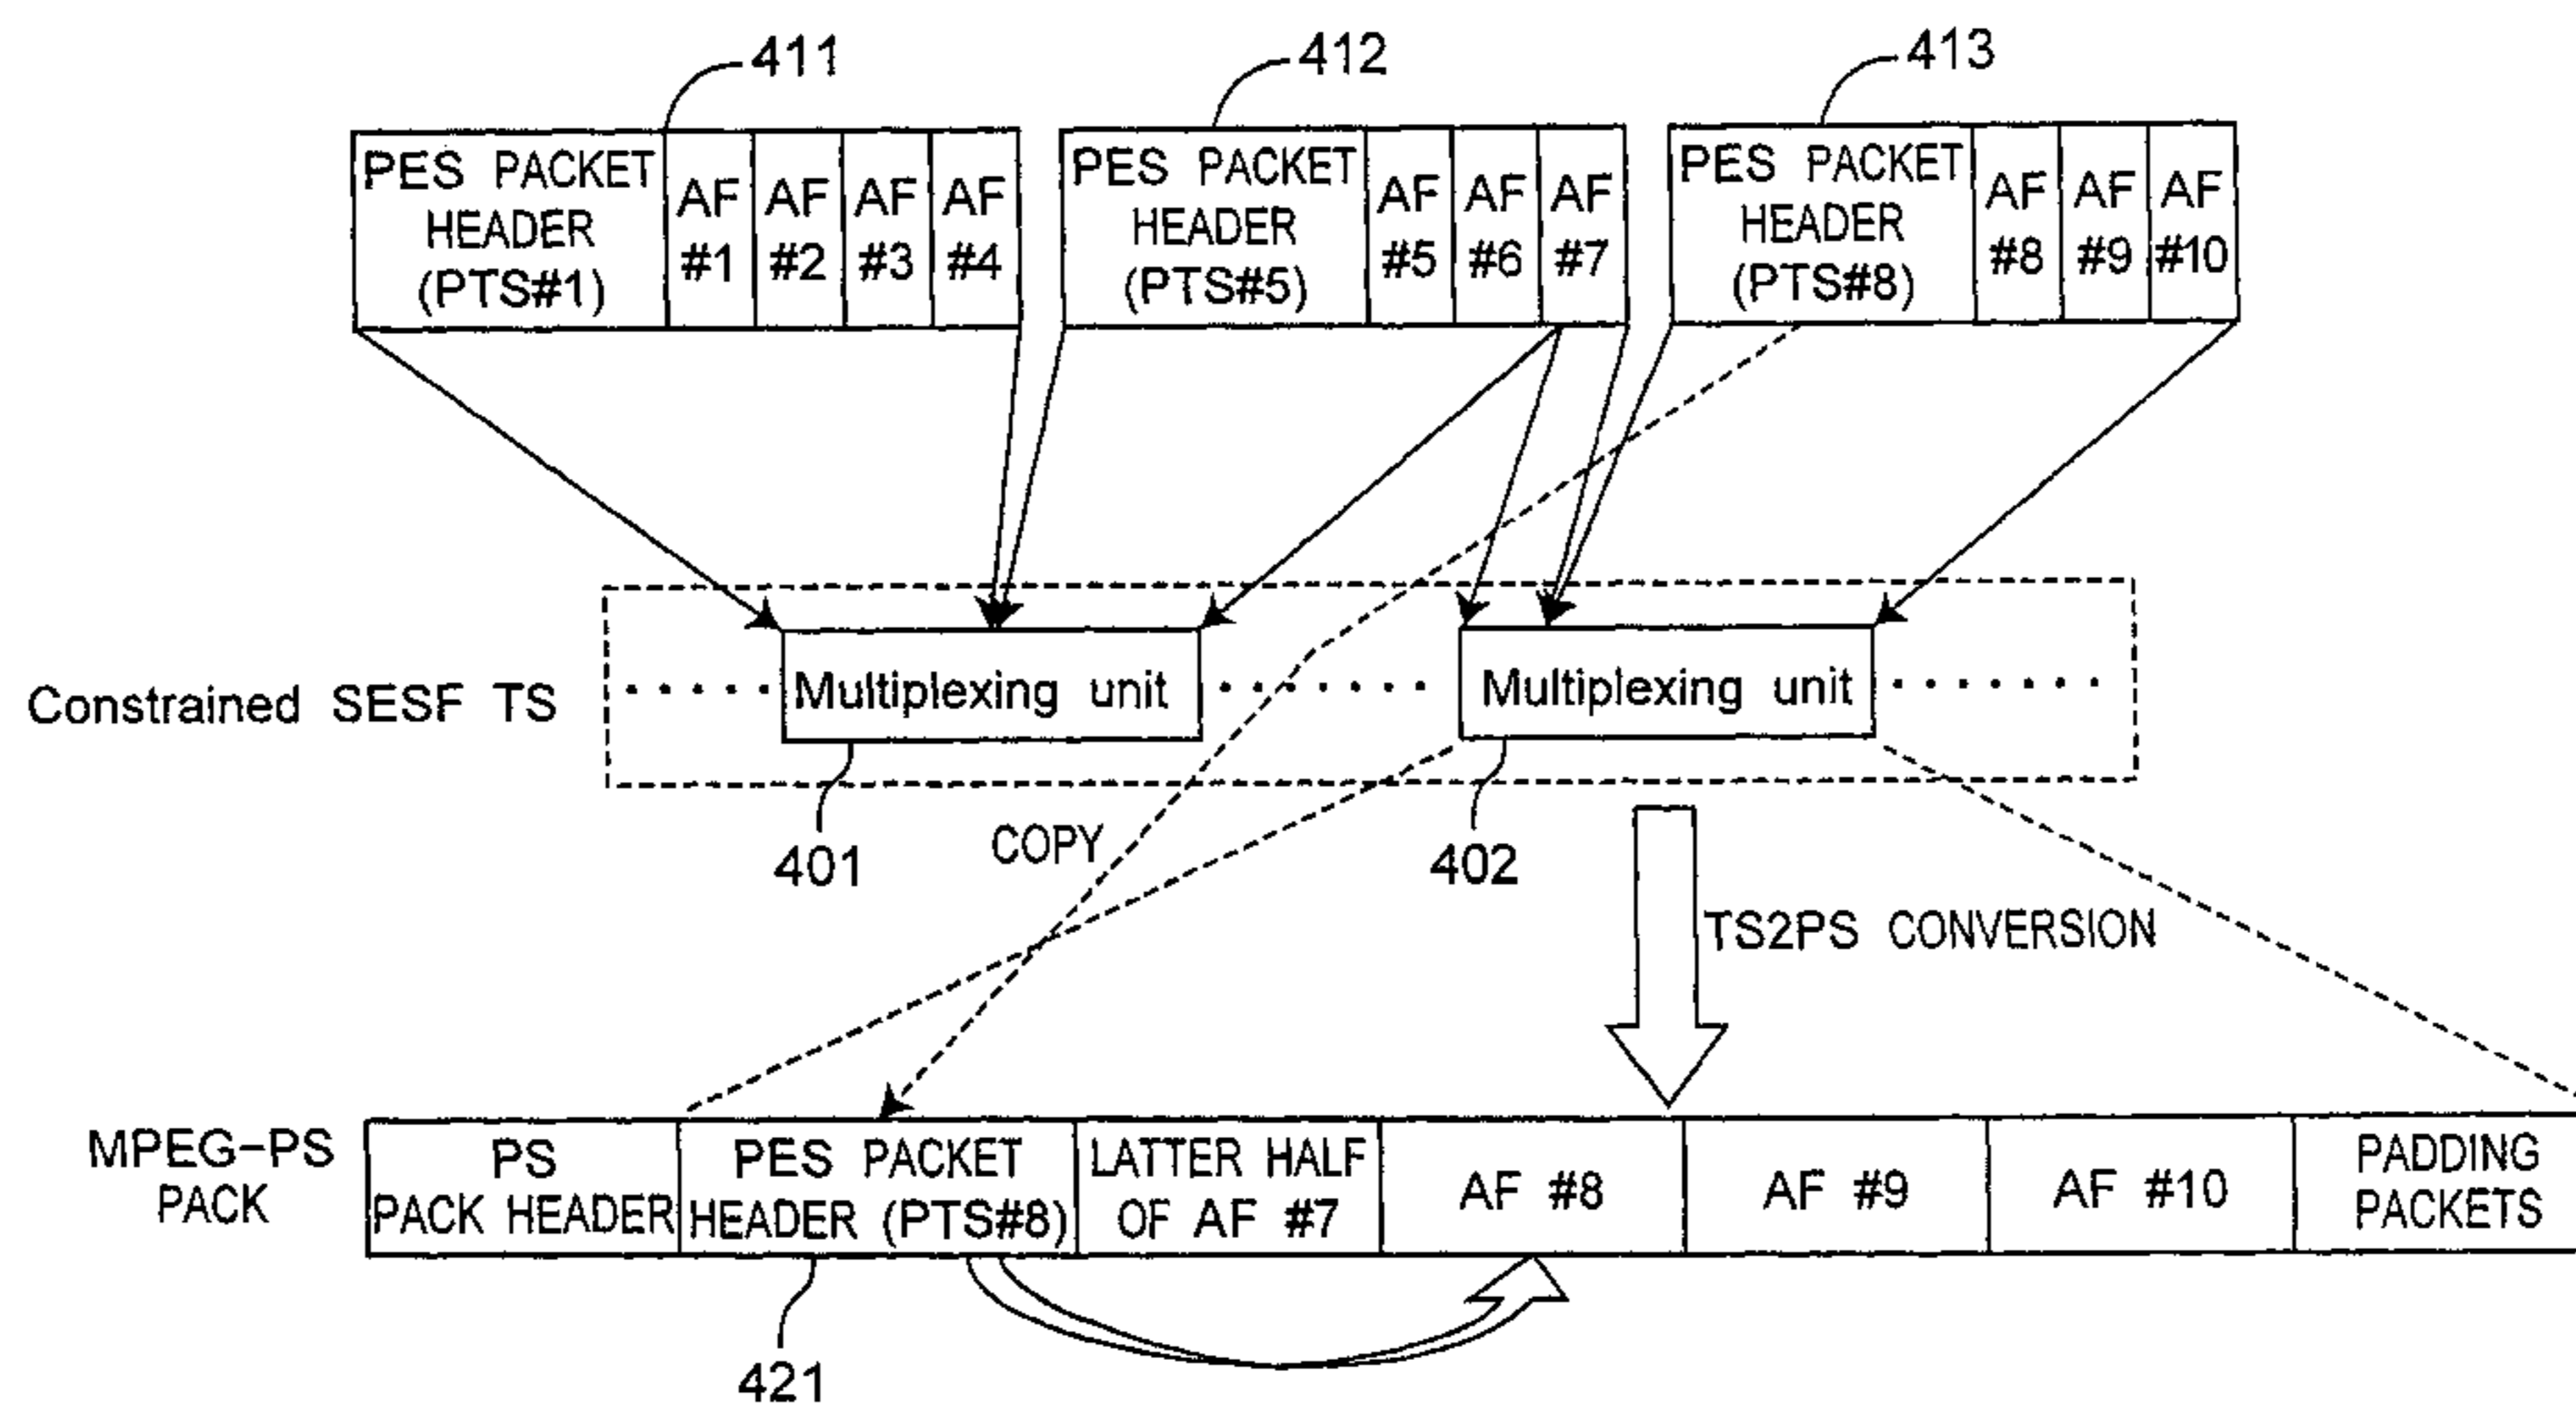 411
412
413
PES PACKET
HEADER
(PTS#1)
AF
#1
AF
#2
AF
#3
AF
#4
PES PACKET
HEADER
(PTS#5)
AF
#5
AF
#6
AF
#7
PES PACKET
HEADER
(PTS#8)
AF
#8
AF
#9
AF
#10
Constrained SESF TS
Multiplexing unit
Multiplexing unit
401
COPY
402
TS2PS CONVERSION
MPEG-PS
PACK
PS
PACK HEADER
PES PACKET
HEADER (PTS#8)
LATTER HALF
OF AF #7
AF #8
AF #9
AF #10
PADDING
PACKETS
421